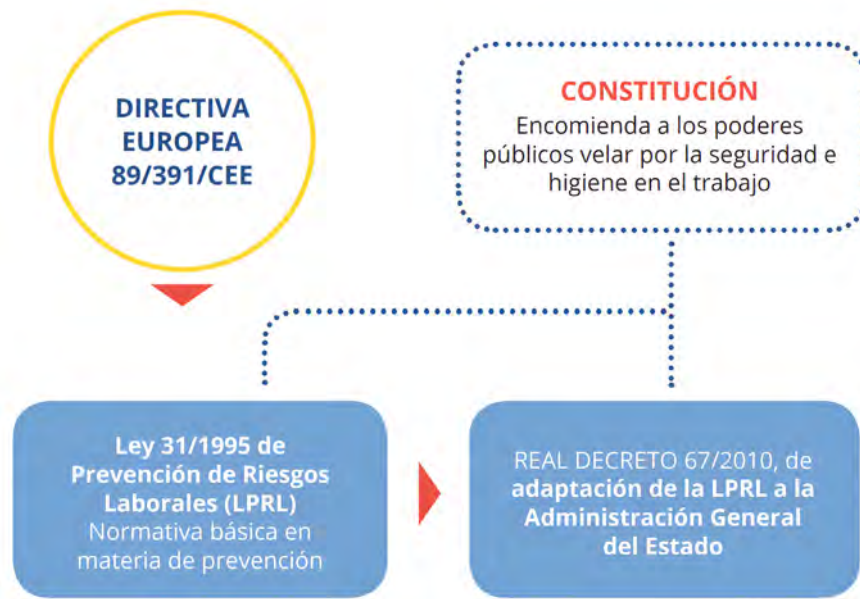 DIRECTIVA
EUROPEA
89/391/CEE
CONSTITUCIÓN
Encomienda a los poderes
públicos velar por la seguridad e
higiene en el trabajo
Ley 31/1995 de
Prevención de Riesgos
Laborales (LPRL)
Normativa básica en
materia de prevención
REAL DECRETO 67/2010, de
adaptación de la LPRL a la
Administración General
del Estado